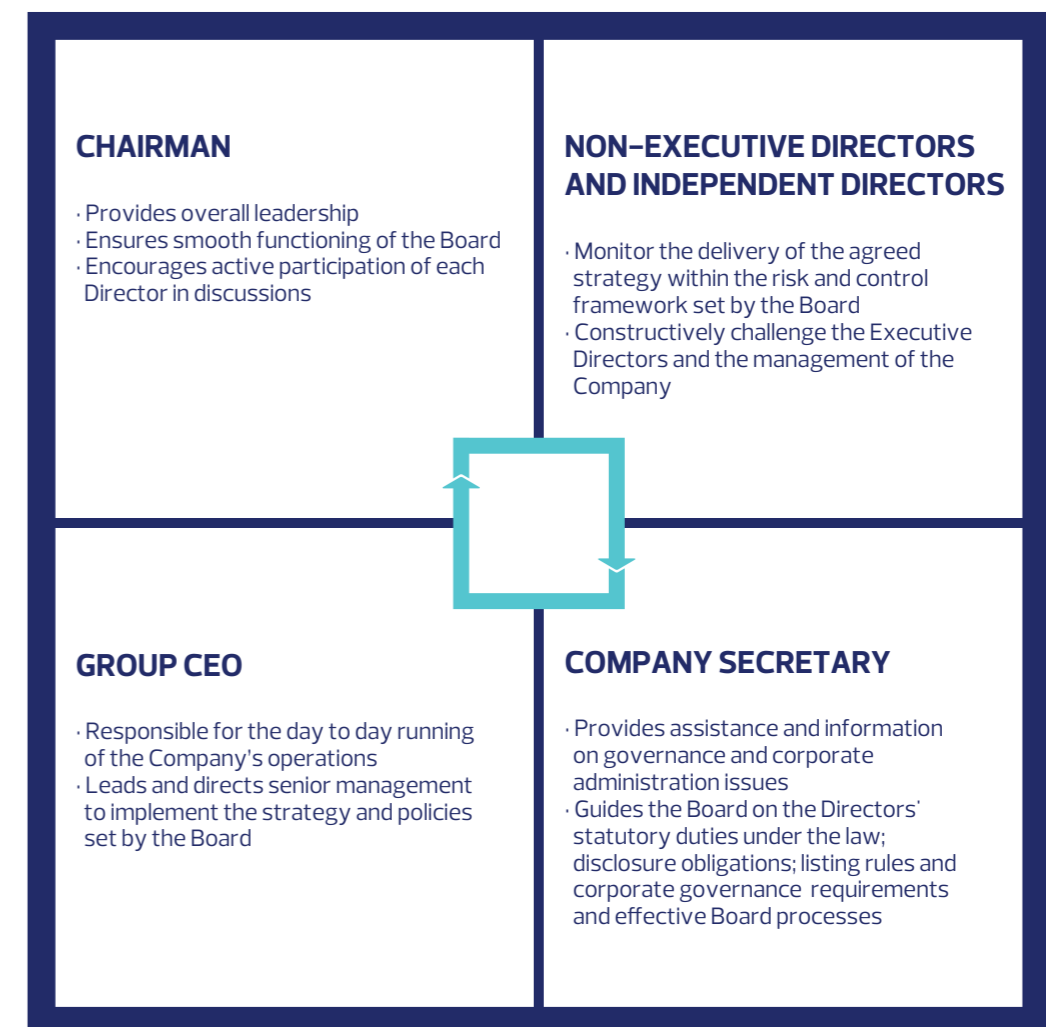 CHAIRMAN
· Provides overall leadership
· Ensures smooth functioning of the Board
· Encourages active participation of each
Director in discussions
NON-EXECUTIVE DIRECTORS
AND INDEPENDENT DIRECTORS
· Monitor the delivery of the agreed
strategy within the risk and control
framework set by the Board
· Constructively challenge the Executive
Directors and the management of the
Company
GROUP CEO
· Responsible for the day to day running
of the Company's operations
· Leads and directs senior management
to implement the strategy and policies
set by the Board
COMPANY SECRETARY
· Provides assistance and information
on governance and corporate
administration issues
· Guides the Board on the Directors'
statutory duties under the law;
disclosure obligations; listing rules and
corporate governance requirements
and effective Board processes